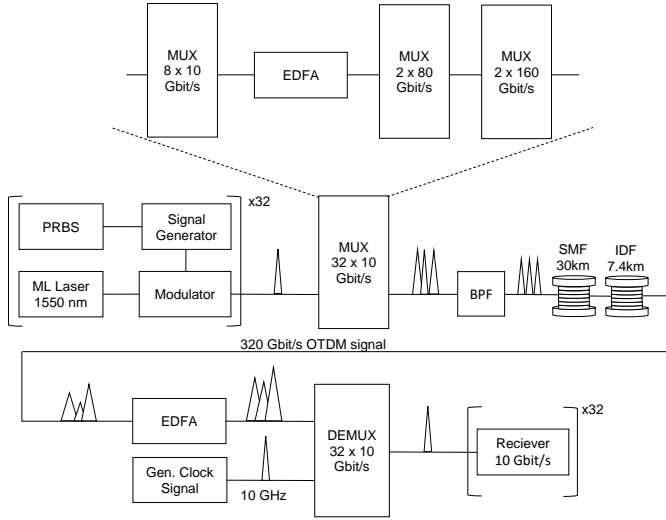 MUX
8 x 10
Gbit/s
EDFA
MUX
2 x 80
Gbit/s
MUX
2 x 160
Gbit/s
x32
PRBS
Signal
Generator
ML Laser
1550 nm
Modulator
MUX
32 x 10
Gbit/s
BPF
SMF
30km
IDF
7.4km
320 Gbit/s OTDM signal
EDFA
Gen. Clock
Signal
10 GHz
DEMUX
32 x 10
Gbit/s
x32
Reciever
10 Gbit/s